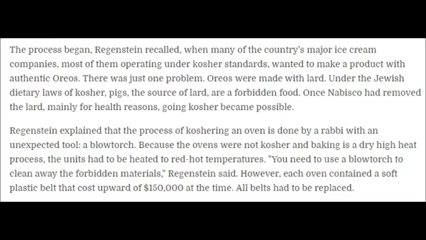 The process began, Regenstein recalled, when many of the country's major ice cream
companies, most of them operating under kosher standards, wanted to make a product with
authentic Oreos. There was just one problem. Oreos were made with lard. Under the Jewish
dietary laws of kosher, pigs, the source of lard, are a forbidden food. Once Nabisco had removed
the lard, mainly for health reasons, going kosher became possible.
Regenstein explained that the process of koshering an oven is done by a rabbi with an
unexpected tool: a blowtorch. Because the ovens were not kosher and baking is a dry high heat
process, the units had to be heated to red-hot temperatures. "You need to use a blowtorch to
clean away the forbidden materials," Regenstein said. However, each oven contained a soft
plastic belt that cost upward of $150,000 at the time. All belts had to be replaced.